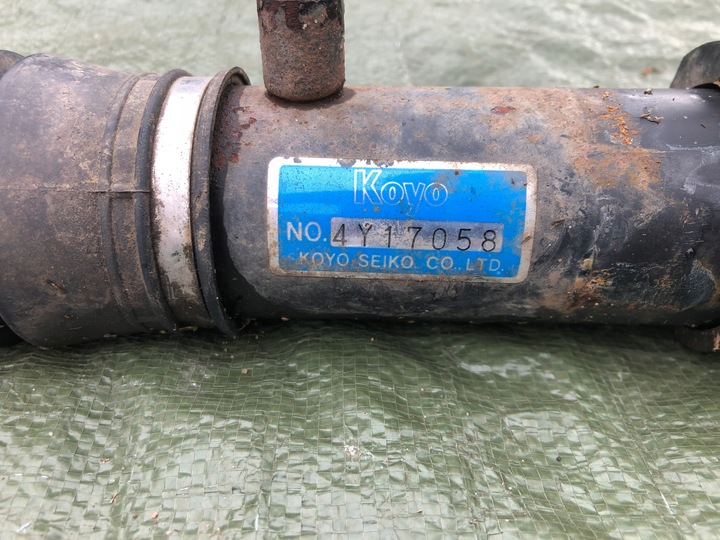 Koyo
NO. 4Y17058
KOYO SEIKO CO., LTD.